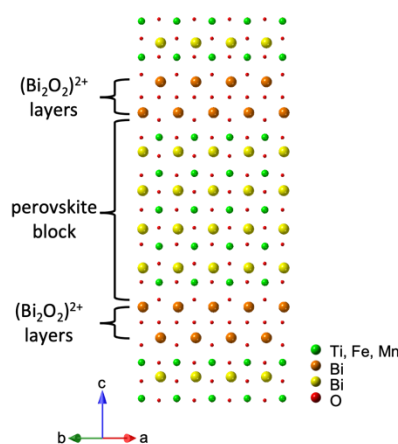 (Bi₂O₂)²⁺
layers
perovskite
block
(Bi₂O₂)²⁺
layers
Ti, Fe, Mn
Bi
Bi
O
c
b
a